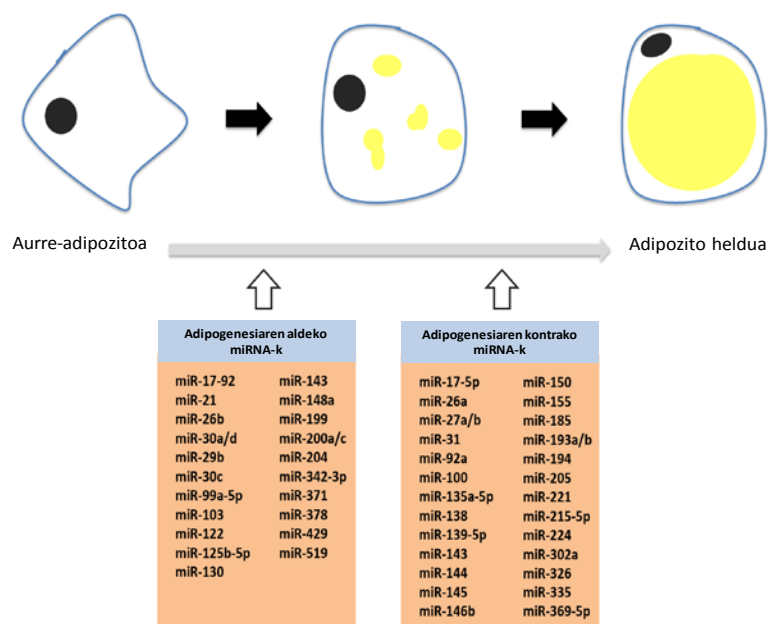 Aurre-adipozitoa
Adipozito heldua
Adipogenesiaren aldeko
miRNA-k
miR-17-92
miR-21
miR-26b
miR-30a/d
miR-29b
miR-30c
miR-99a-5p
miR-103
miR-122
miR-125b-5p
miR-130
miR-143
miR-148a
miR-199
miR-200a/c
miR-204
miR-342-3p
miR-371
miR-378
miR-429
miR-519
Adipogenesiaren kontrako
miRNA-k
miR-17-5p
miR-26a
miR-27a/b
miR-31
miR-92a
miR-100
miR-135a-5p
miR-138
miR-139-5p
miR-143
miR-144
miR-145
miR-146b
miR-150
miR-155
miR-185
miR-193a/b
miR-194
miR-205
miR-221
miR-215-5p
miR-224
miR-302a
miR-326
miR-335
miR-369-5p